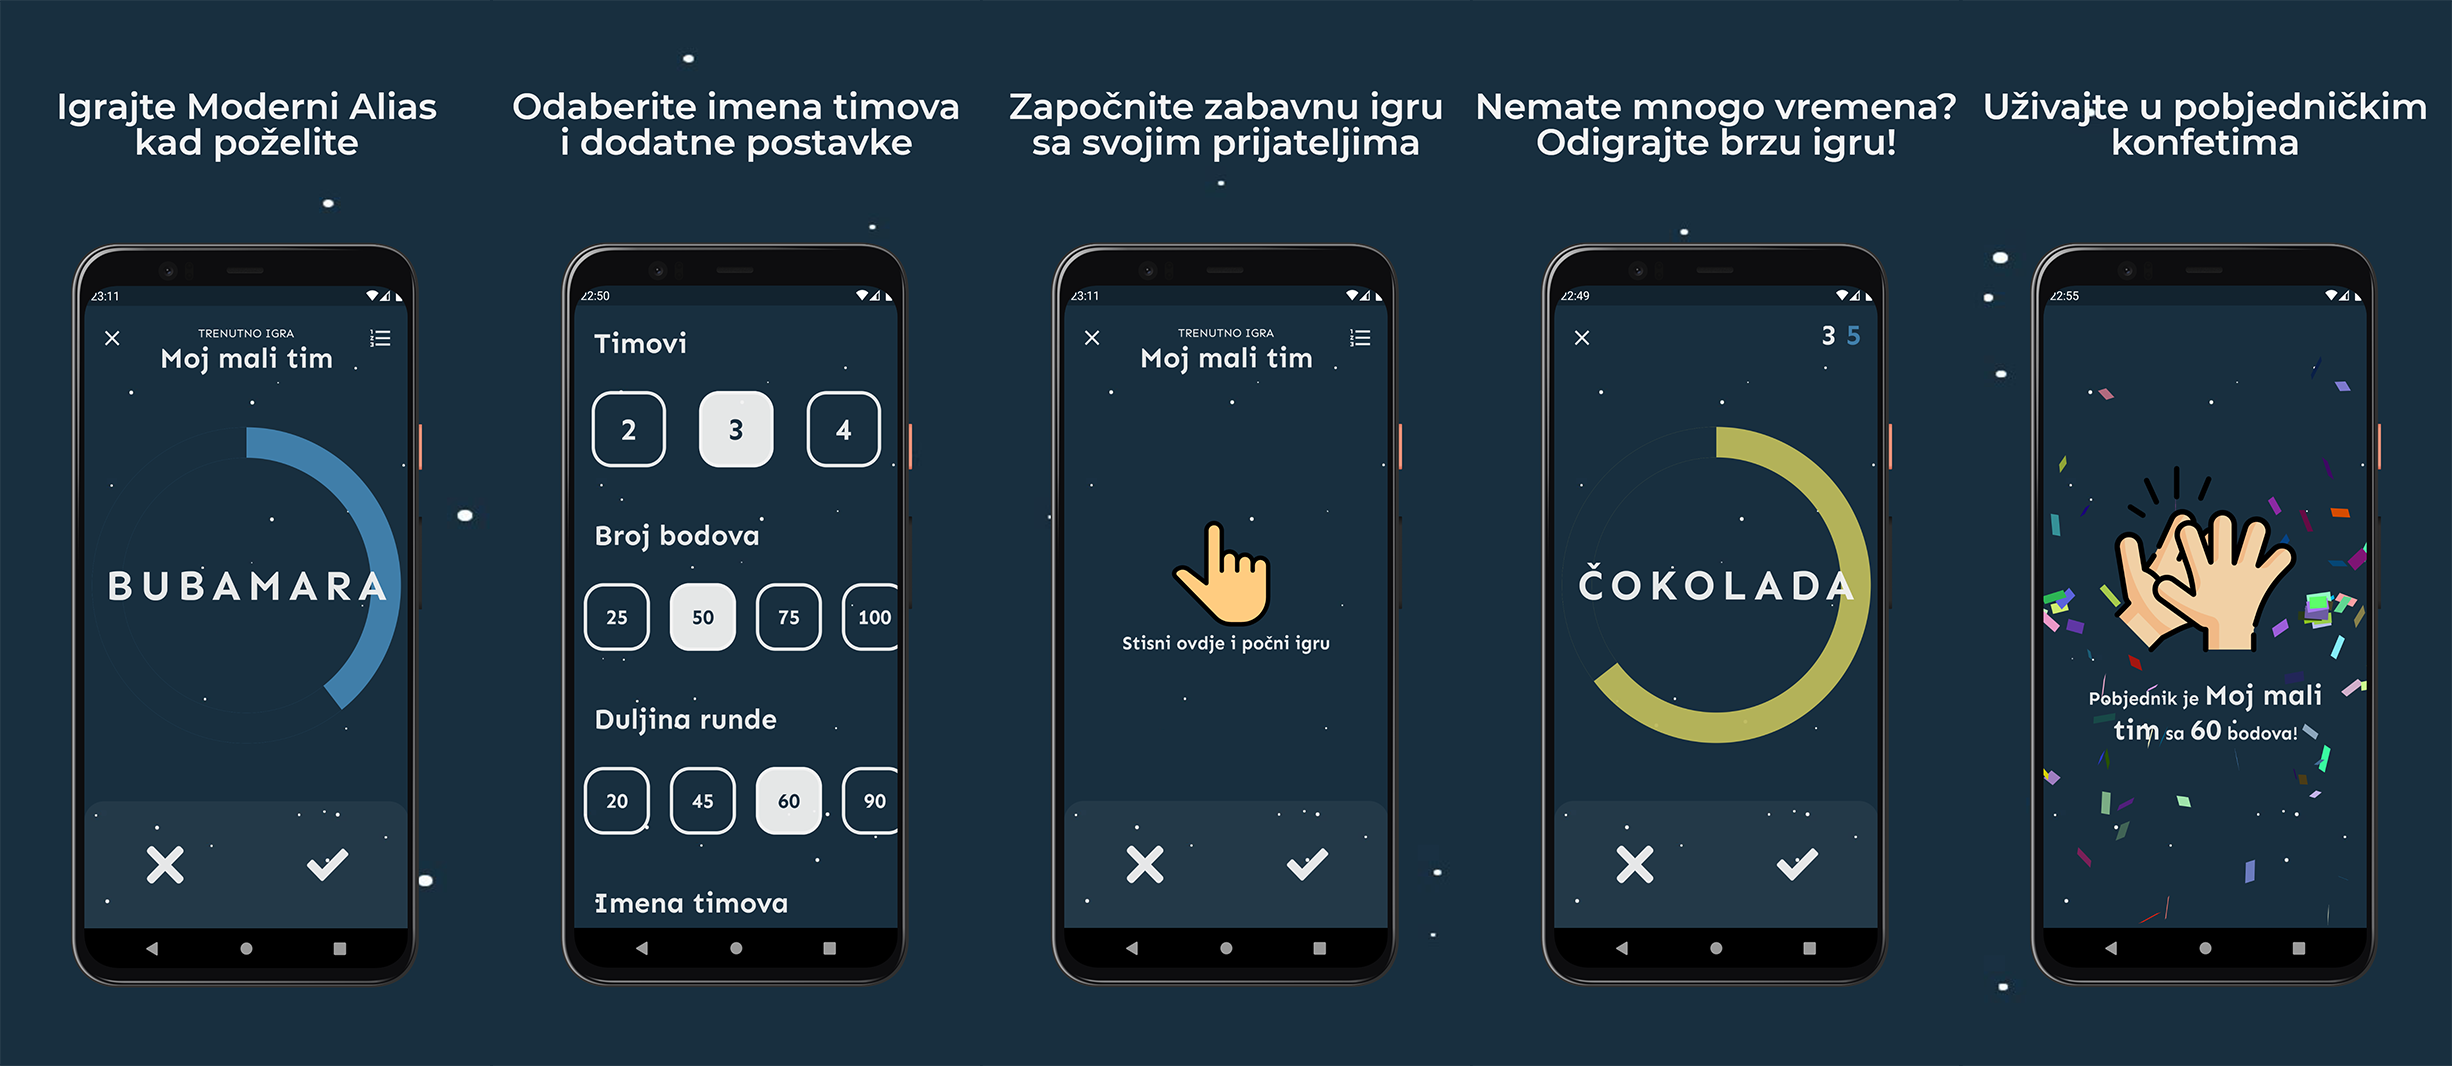 Igrajte Moderni Alias
kad poželite
23:11
TRENUTNO IGRA
Moj mali tim
BUBAMARA
Odaberite imena timova
i dodatne postavke
22:50
Timovi
2 3 4
Broj bodova
25 50 75 100
Duljina runde
20 45 60 90
Imena timova
Započnite zabavnu igru
sa svojim prijateljima
23:11
TRENUTNO IGRA
Moj mali tim
Stisni ovdje i počni igru
Nemate mnogo vremena?
Odigrajte brzu igru!
22:49
3 5
ČOKOLADA
Uživajte u pobjedničkim
konfetima
22:55
Pobjednik je Moj mali
tim sa 60 bodova!